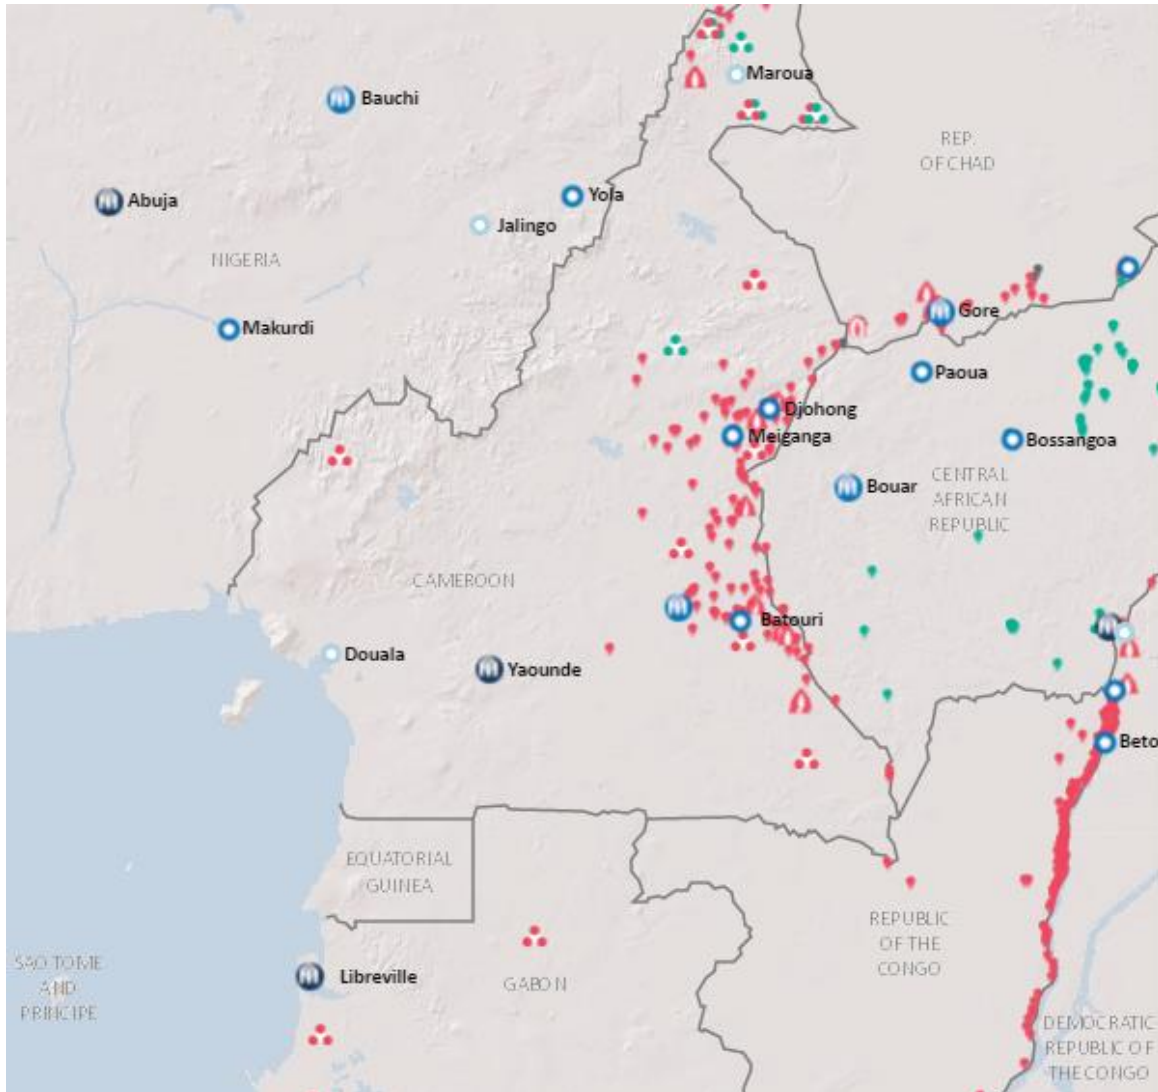 Maroua
Bauchi
REP.
OF CHAD
Abuja
Yola
Jalingo
NIGERIA
Gore
Makurdi
Paoua
Djohong
Meiganga
Bossangoa
Bouar
CENTRAL
AFRICAN
REPUBLIC
CAMEROON
Batouri
Douala
Yaounde
Beto
EQUATORIAL
GUINEA
REPUBLIC
OF THE
CONGO
SAO TOME
AND
PRINCIPE
Libreville
GABON
DEMOCRATIC
REPUBLIC OF
THE CONGO